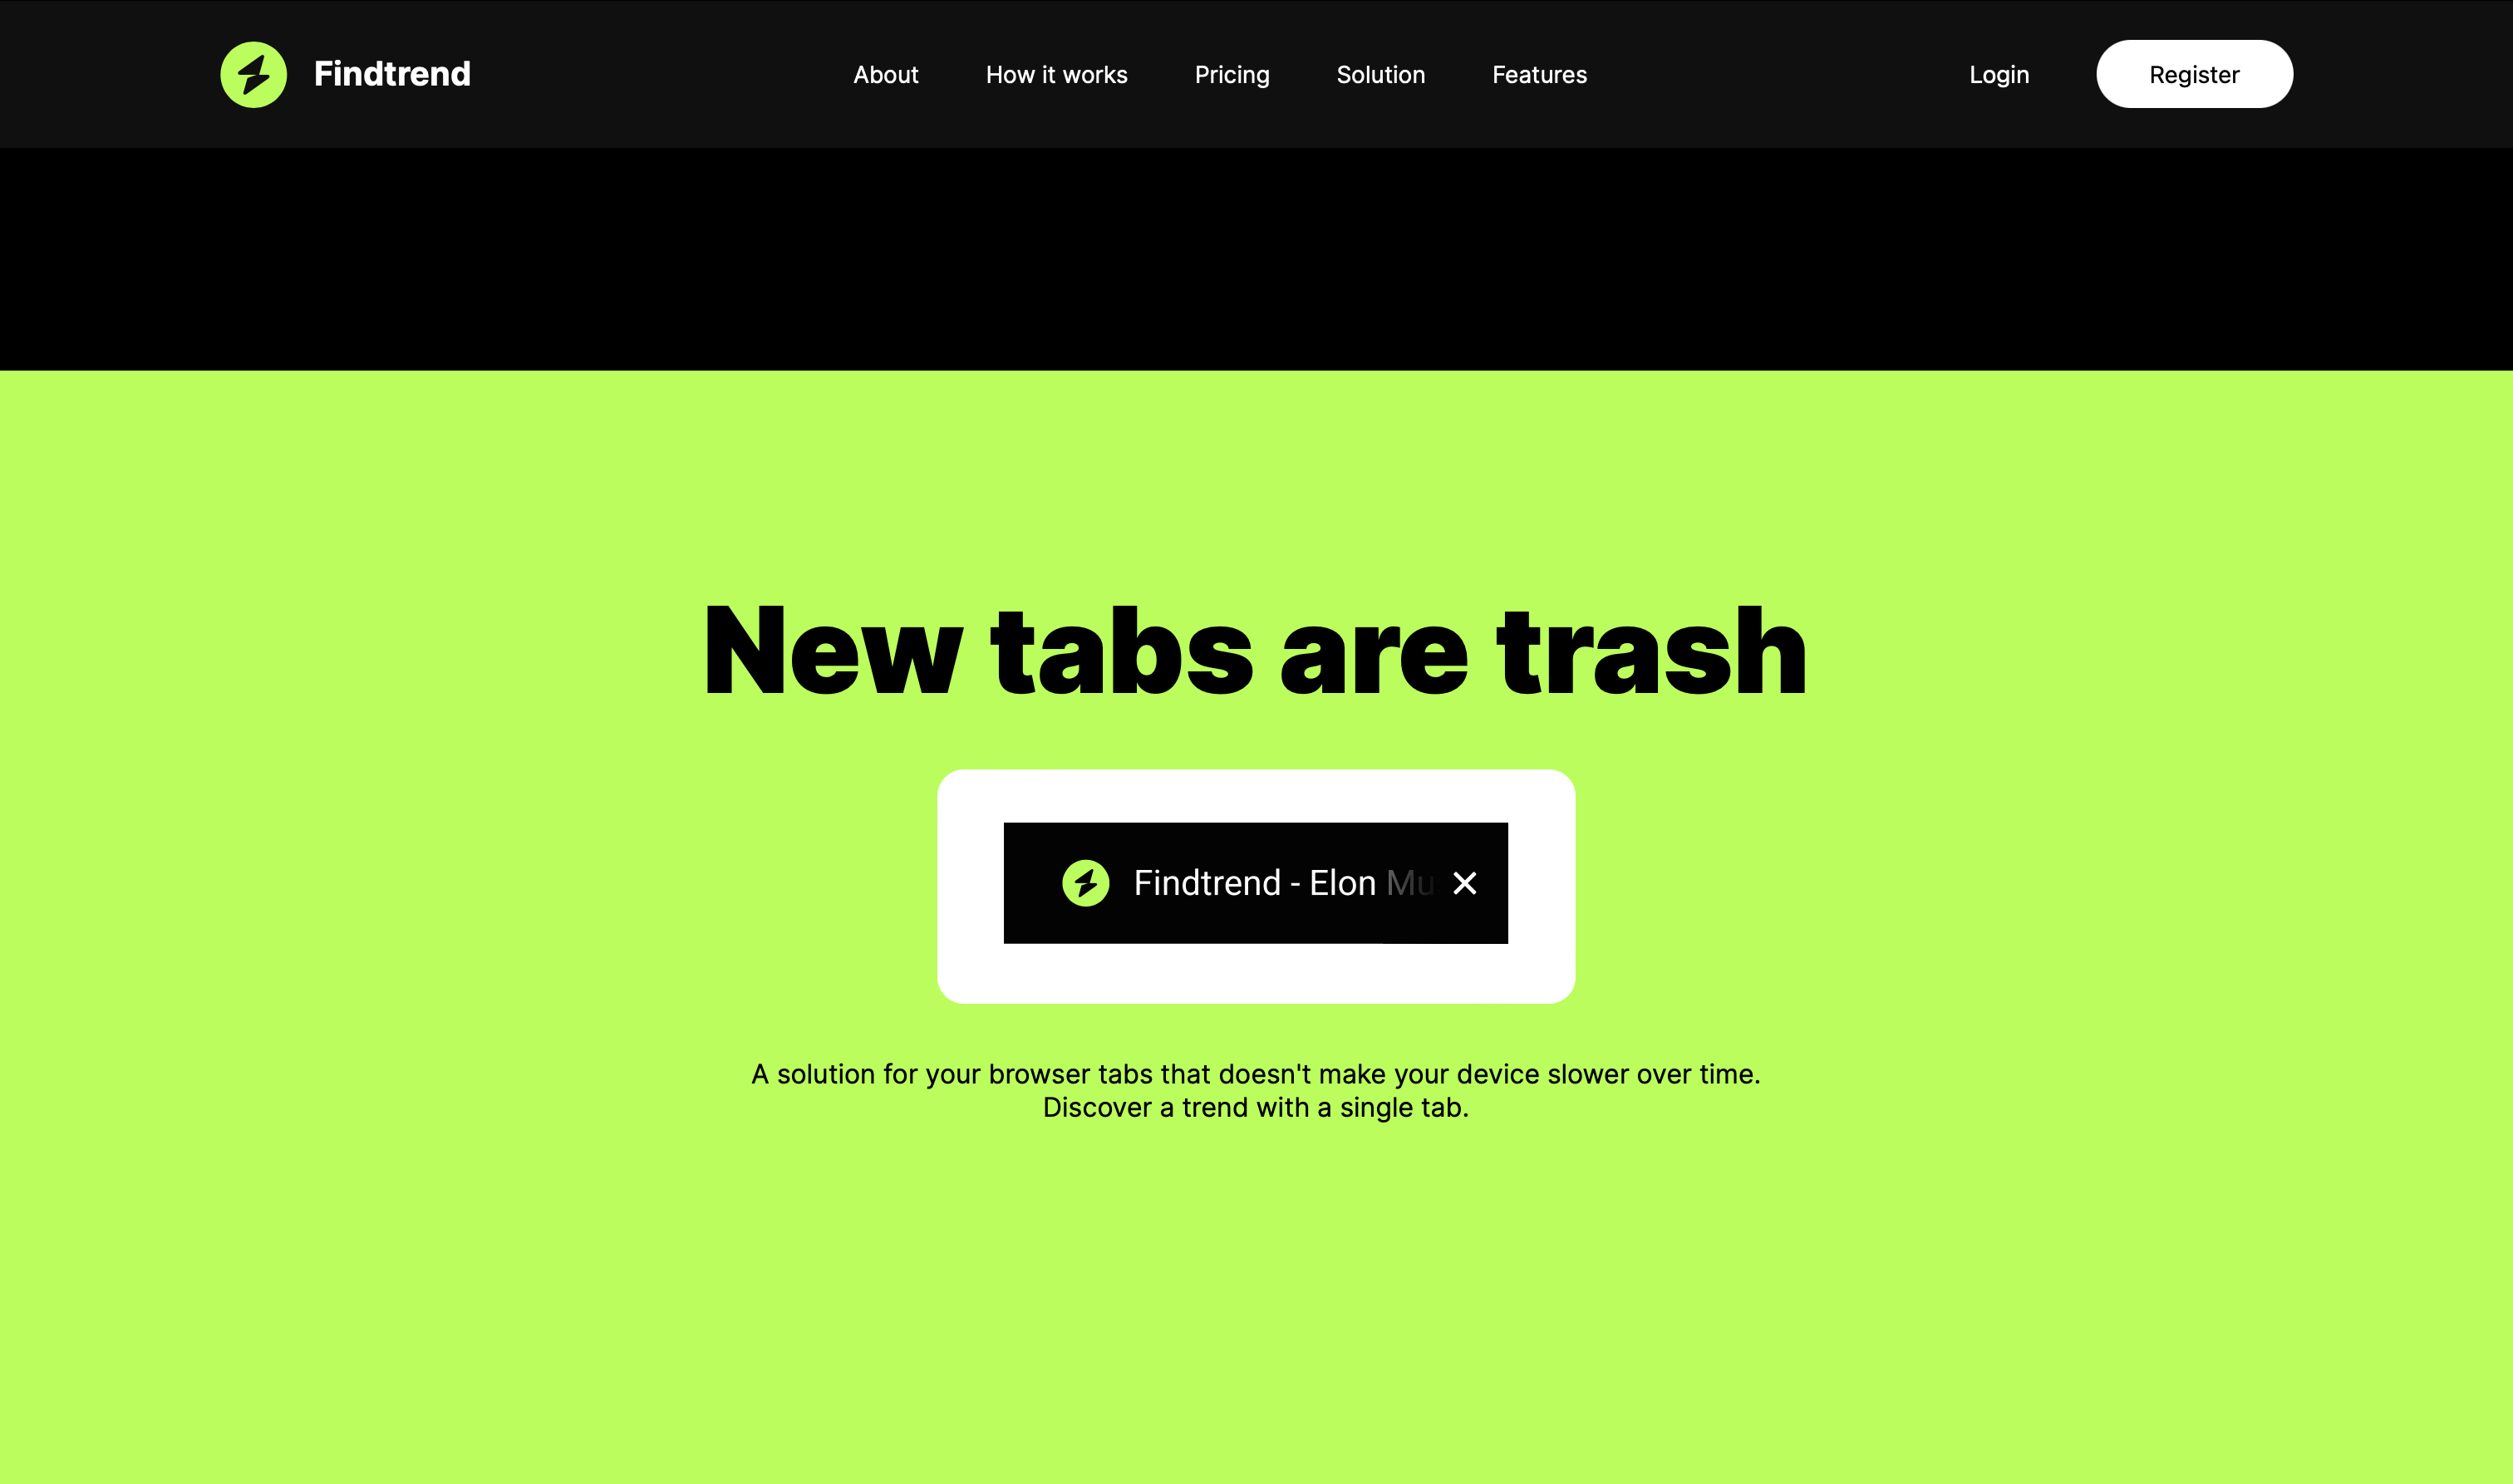 Findtrend
About
How it works
Pricing
Solution
Features
Login
Register
New tabs are trash
Findtrend - Elon Mu
A solution for your browser tabs that doesn't make your device slower over time.
Discover a trend with a single tab.